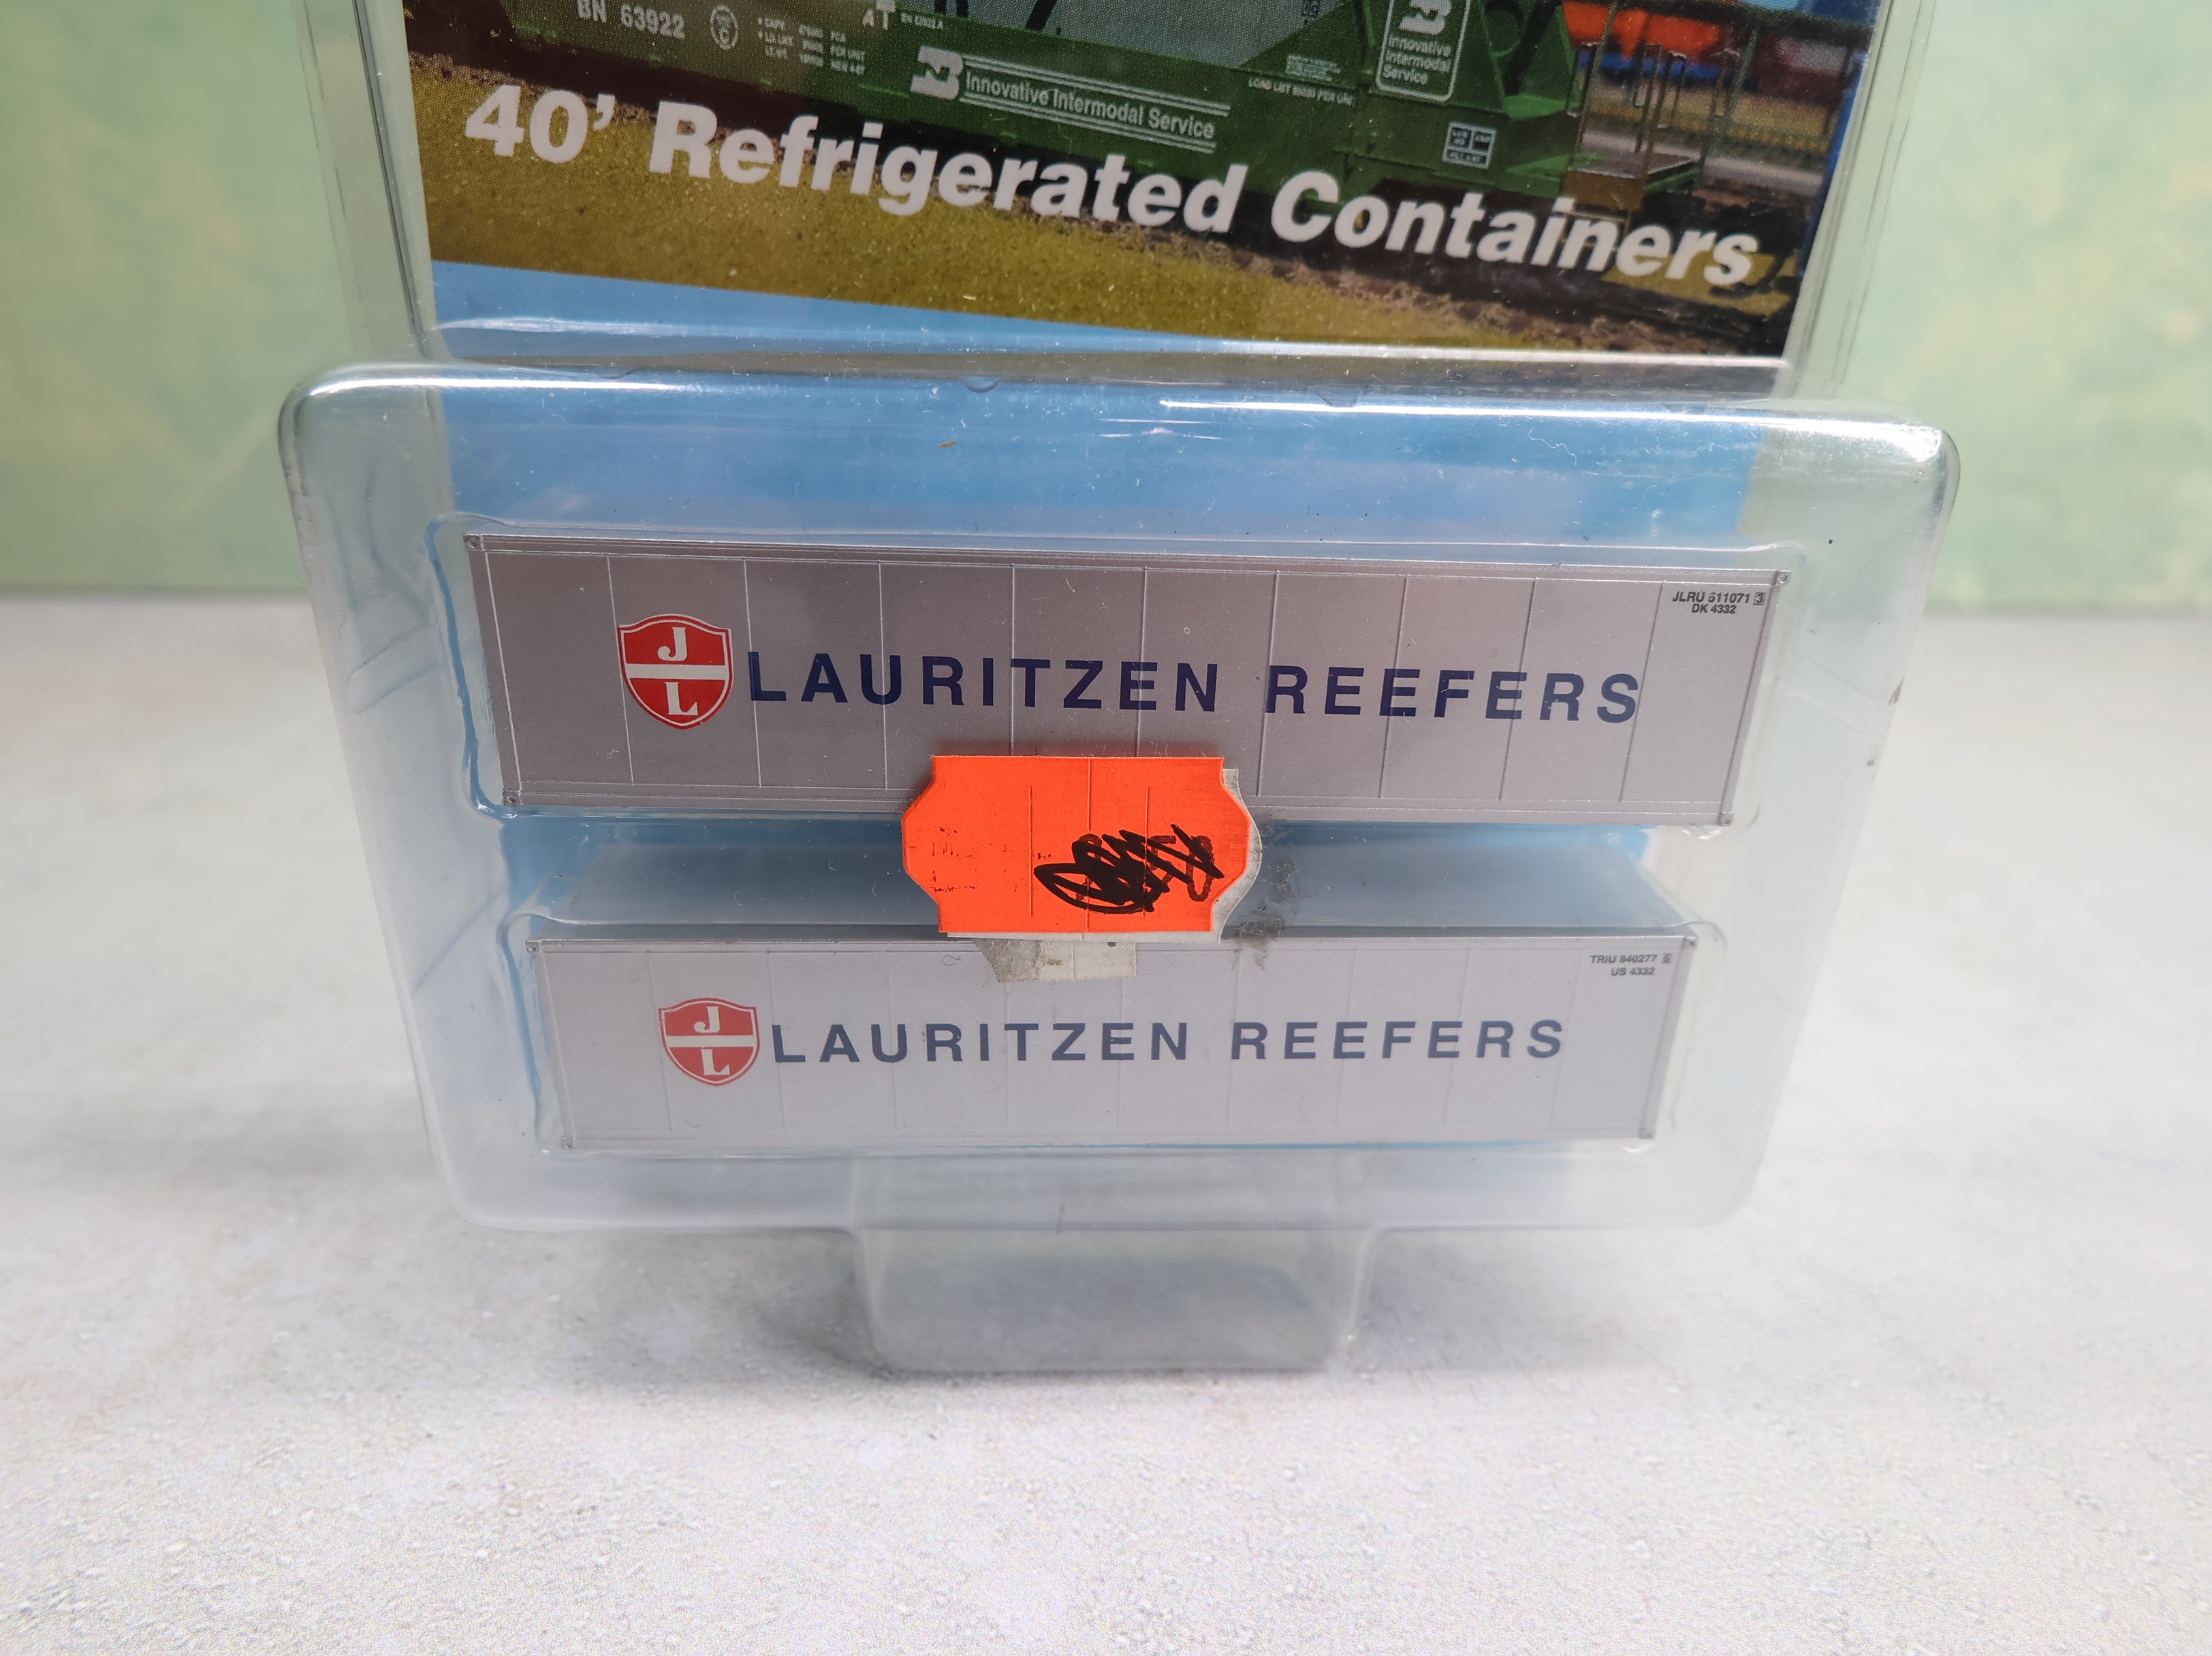 BN 63922
BN
Innovative Intermodal Service
Innovative
Intermodal
Service
40' Refrigerated Containers
J
L
LAURITZEN REEFERS
JLRU 511071 3
DK 4332
J
L
LAURITZEN REEFERS
TRIU 840277
US 4332